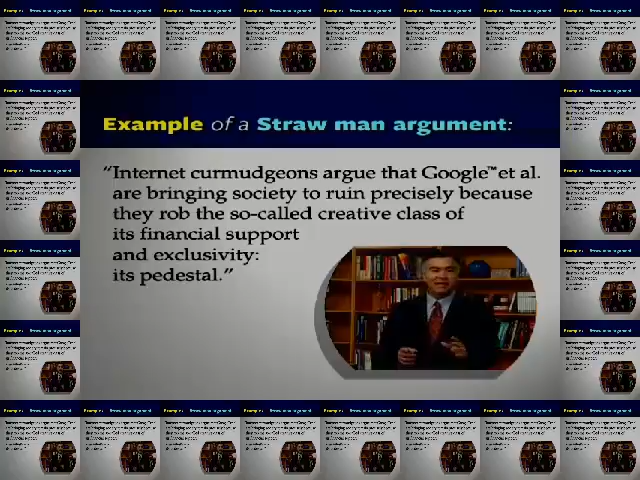 Example of a Straw man argument:
“Internet curmudgeons argue that Google™ et al.
are bringing society to ruin precisely because
they rob the so-called creative class of
its financial support
and exclusivity:
its pedestal.”